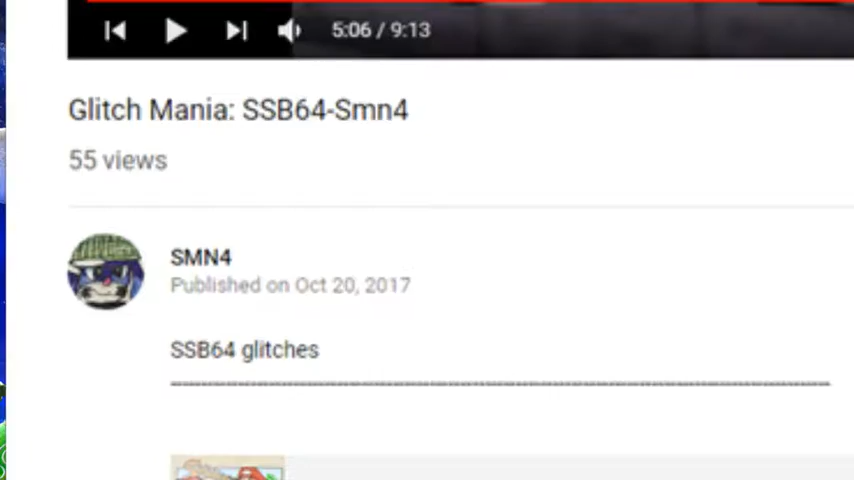 5:06 / 9:13
Glitch Mania: SSB64-Smn4
55 views
SMN4
Published on Oct 20, 2017
SSB64 glitches